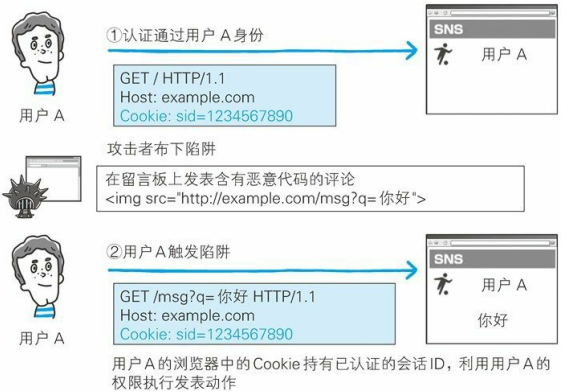 ①认证通过用户 A 身份
SNS
用户 A
GET / HTTP/1.1
Host: example.com
Cookie: sid=1234567890
用户 A
攻击者布下陷阱
在留言板上发表含有恶意代码的评论
<img src="http://example.com/msg?q= 你好">
②用户 A 触发陷阱
SNS
用户 A
你好
GET /msg?q= 你好 HTTP/1.1
Host: example.com
Cookie: sid=1234567890
用户 A
用户 A 的浏览器中的 Cookie 持有已认证的会话 ID，利用用户 A 的
权限执行发表动作